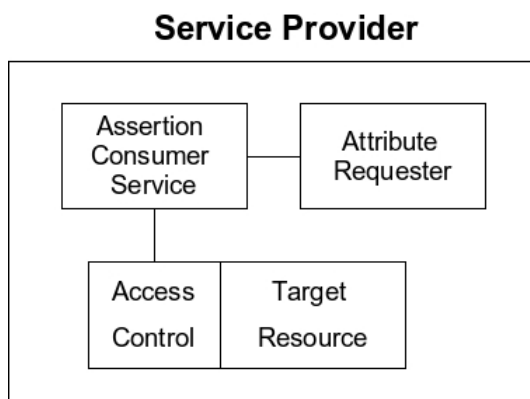 Service Provider
Assertion
Consumer
Service
Attribute
Requester
Access
Control
Target
Resource